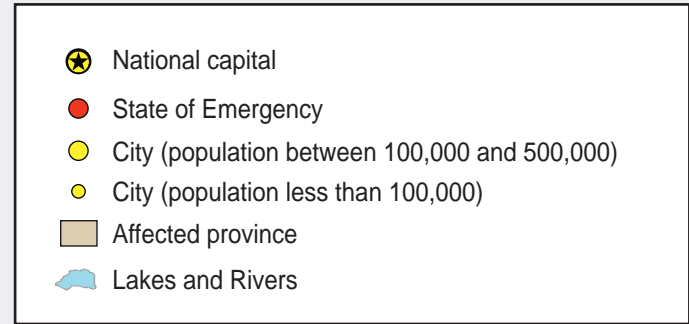 National capital
State of Emergency
City (population between 100,000 and 500,000)
City (population less than 100,000)
Affected province
Lakes and Rivers